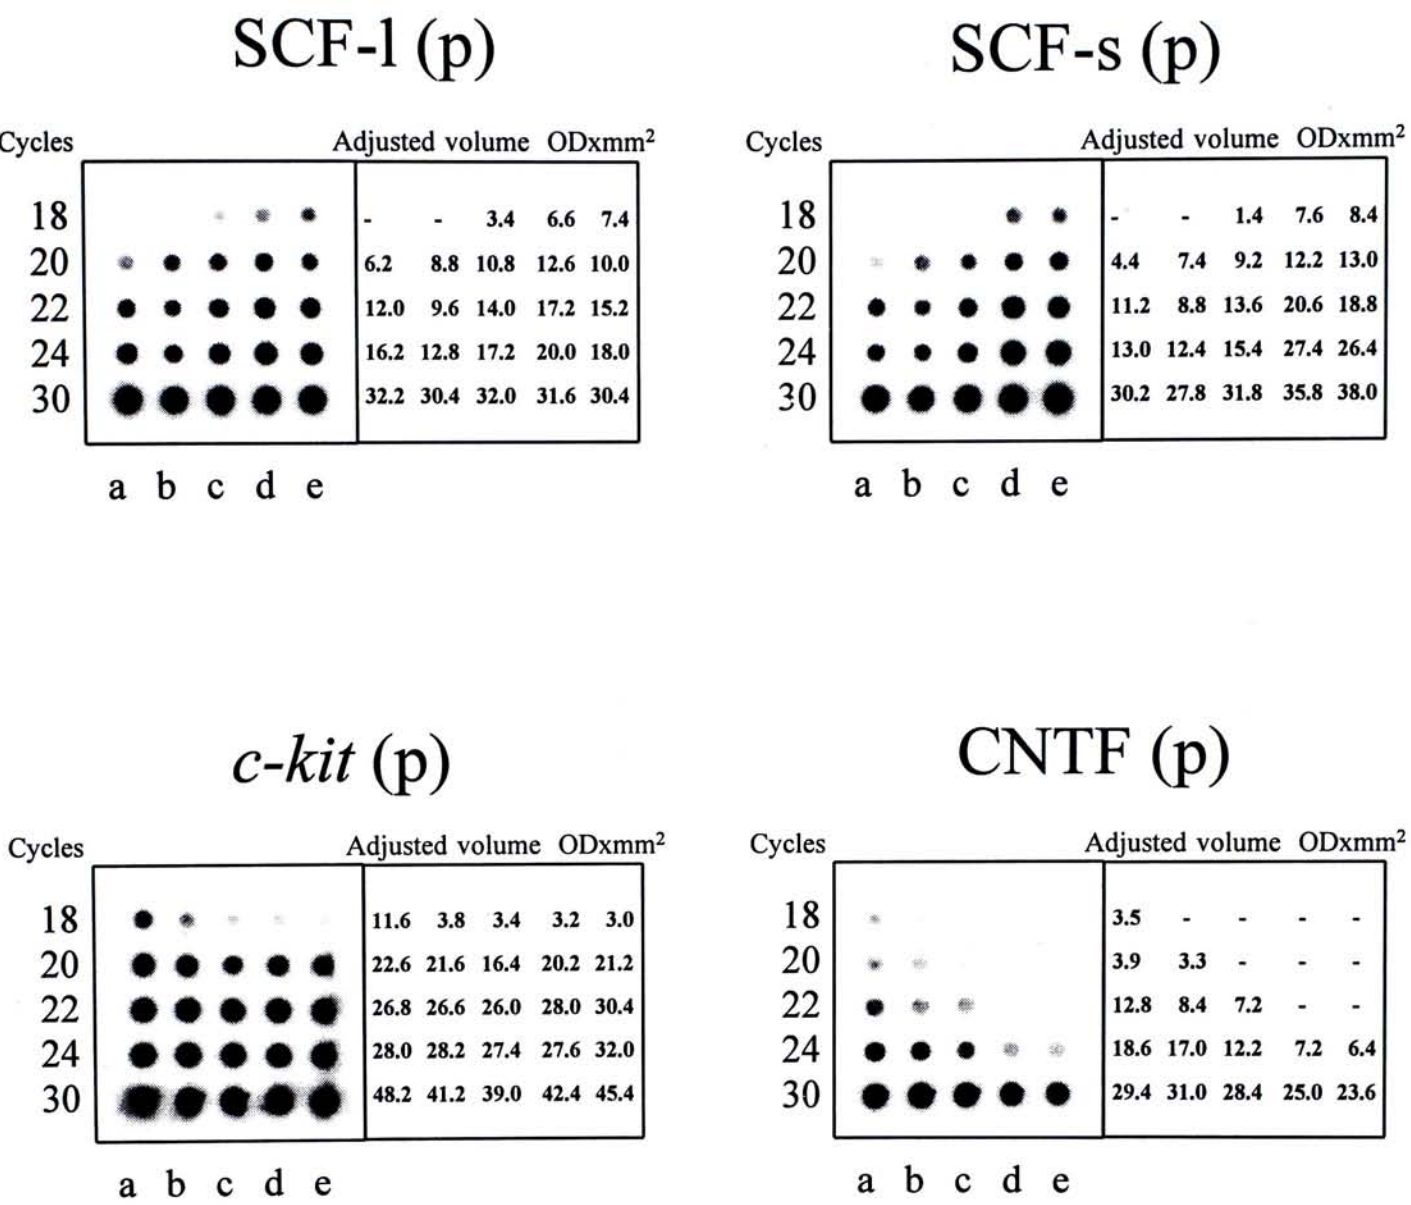 SCF-l (p)
Cycles Adjusted volume ODxmm²
18 - - 3.4 6.6 7.4
20 6.2 8.8 10.8 12.6 10.0
22 12.0 9.6 14.0 17.2 15.2
24 16.2 12.8 17.2 20.0 18.0
30 32.2 30.4 32.0 31.6 30.4
a b c d e
SCF-s (p)
Cycles Adjusted volume ODxmm²
18 - - 1.4 7.6 8.4
20 4.4 7.4 9.2 12.2 13.0
22 11.2 8.8 13.6 20.6 18.8
24 13.0 12.4 15.4 27.4 26.4
30 30.2 27.8 31.8 35.8 38.0
a b c d e
c-kit (p)
Cycles Adjusted volume ODxmm²
18 11.6 3.8 3.4 3.2 3.0
20 22.6 21.6 16.4 20.2 21.2
22 26.8 26.6 26.0 28.0 30.4
24 28.0 28.2 27.4 27.6 32.0
30 48.2 41.2 39.0 42.4 45.4
a b c d e
CNTF (p)
Cycles Adjusted volume ODxmm²
18 3.5 - - - -
20 3.9 3.3 - - -
22 12.8 8.4 7.2 - -
24 18.6 17.0 12.2 7.2 6.4
30 29.4 31.0 28.4 25.0 23.6
a b c d e